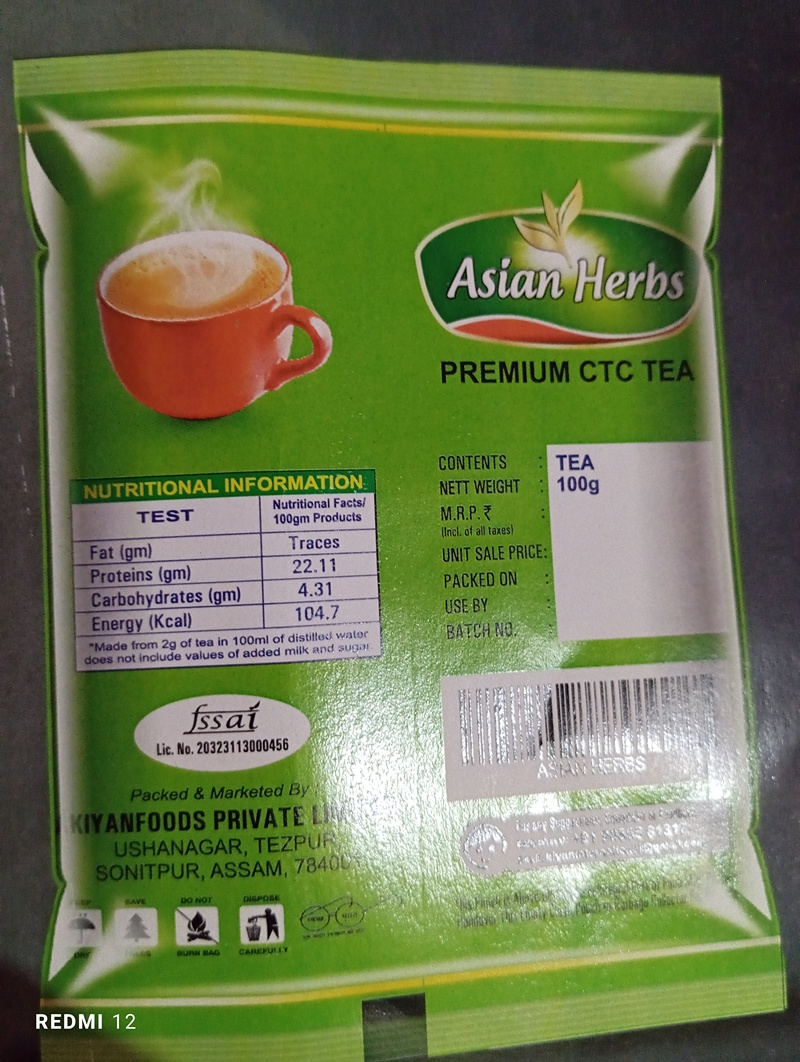 Asian Herbs
PREMIUM CTC TEA
NUTRITIONAL INFORMATION
TEST
Nutritional Facts/
100gm Products
Fat (gm) Traces
Proteins (gm) 22.11
Carbohydrates (gm) 4.31
Energy (Kcal) 104.7
*Made from 2g of tea in 100ml of distilled water
does not include values of added milk and sugar.
fssai
Lic. No. 20323113000456
Packed & Marketed By
KIYANFOODS PRIVATE
USHANAGAR, TEZPUR,
SONITPUR, ASSAM,
KEEP DRY
SAVE TREES
DO NOT BURN BAG
DISPOSE CAREFULLY
CONTENTS : TEA
NETT WEIGHT : 100g
M.R.P. ₹ :
(Incl. of all taxes)
UNIT SALE PRICE:
PACKED ON :
USE BY :
BATCH NO. :
ASIAN HERBS
REDMI 12